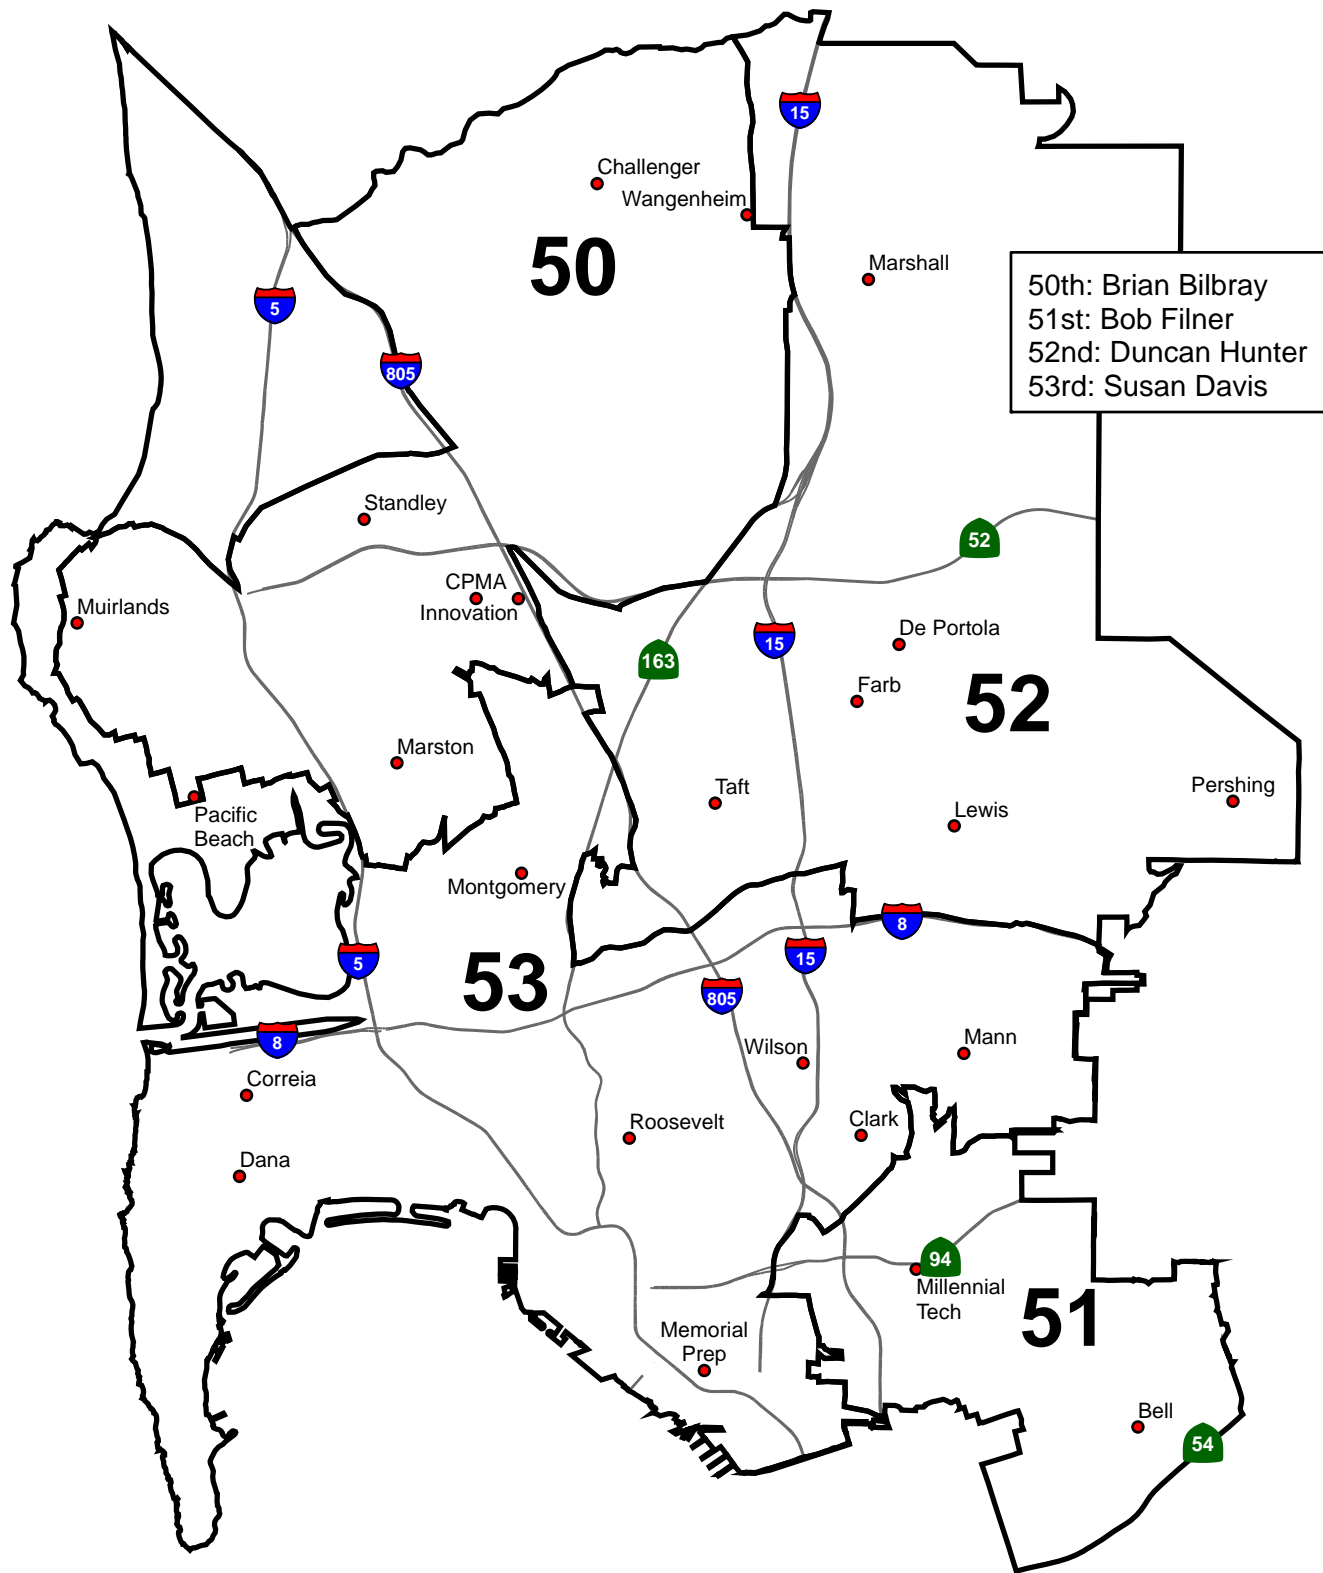 15
Challenger
Wangenheim
50
Marshall
50th: Brian Bilbray
51st: Bob Filner
52nd: Duncan Hunter
53rd: Susan Davis
5
805
Standley
52
CPMA
Innovation
Muirlands
De Portola
15
163
Farb
52
Marston
Taft
Pershing
Pacific
Beach
Lewis
Montgomery
8
5
53
15
805
8
Wilson
Mann
Correia
Roosevelt
Clark
Dana
94
Millennial
Tech
51
Memorial
Prep
Bell
54